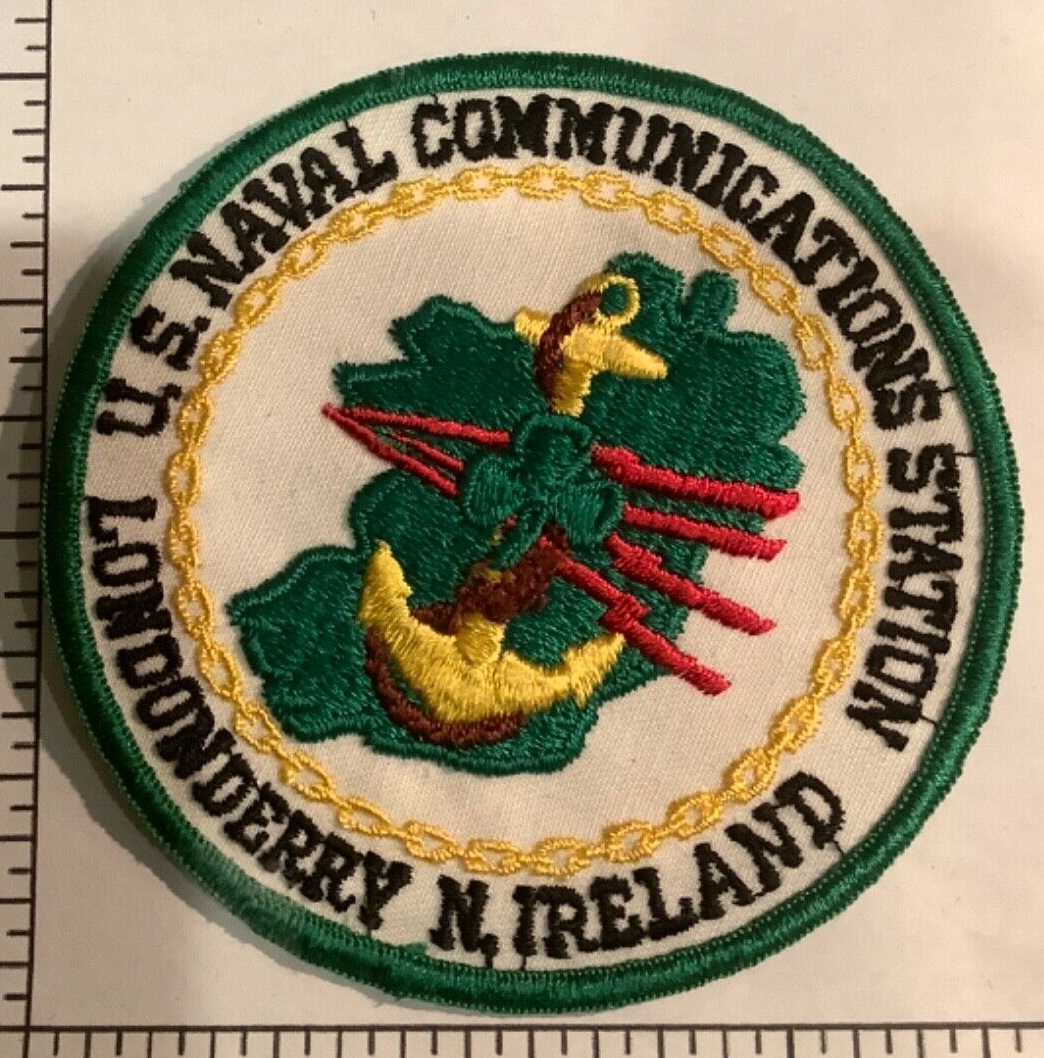 U.S. NAVAL COMMUNICATIONS STATION
LONDONDERRY N. IRELAND